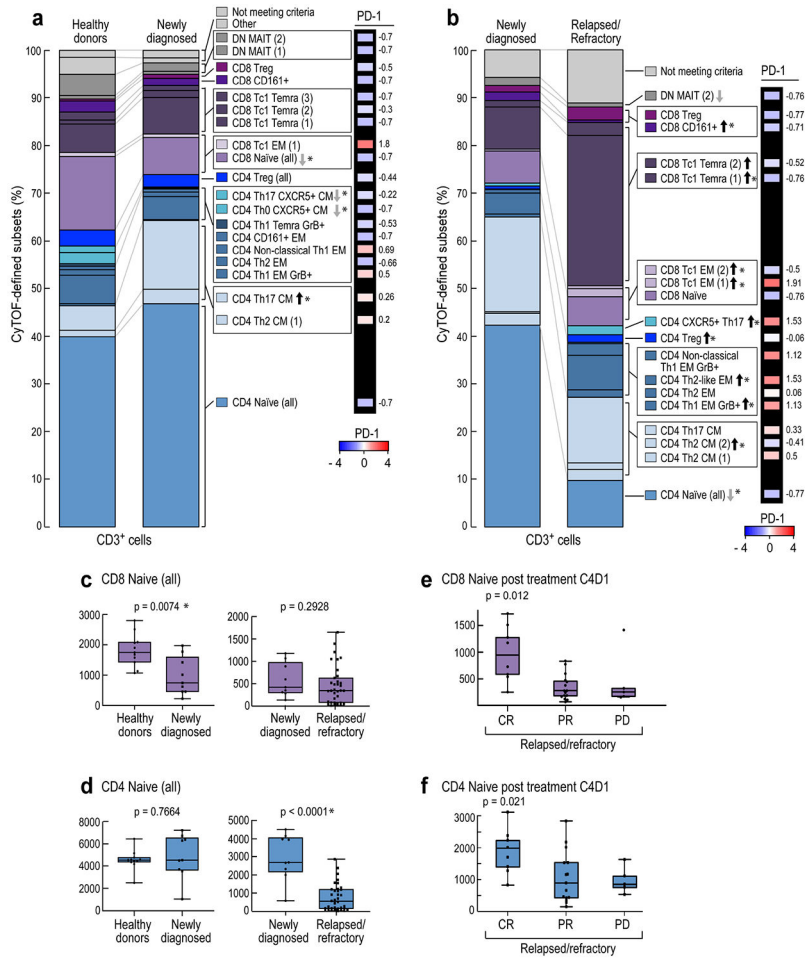 a
Healthy donors
Newly diagnosed
PD-1
CyTOF-defined subsets (%)
100
90
80
70
60
50
40
30
20
10
0
CD3+ cells
Not meeting criteria
Other
DN MAIT (2) -0.7
DN MAIT (1) -0.7
CD8 Treg -0.5
CD8 CD161+ -0.7
CD8 Tc1 Temra (3) -0.7
CD8 Tc1 Temra (2) -0.3
CD8 Tc1 Temra (1) -0.7
CD8 Tc1 EM (1) 1.8
CD8 Naïve (all) ↓* -0.7
CD4 Treg (all) -0.44
CD4 Th17 CXCR5+ CM ↓* -0.22
CD4 Th0 CXCR5+ CM ↓* -0.7
CD4 Th1 Temra GrB+ -0.53
CD4 CD161+ EM -0.7
CD4 Non-classical Th1 EM 0.69
CD4 Th2 EM -0.66
CD4 Th1 EM GrB+ 0.5
CD4 Th17 CM ↑* 0.26
CD4 Th2 CM (1) 0.2
CD4 Naïve (all) -0.7
PD-1
- 4 0 4
b
Newly diagnosed
Relapsed/ Refractory
PD-1
CyTOF-defined subsets (%)
100
90
80
70
60
50
40
30
20
10
0
CD3+ cells
Not meeting criteria
DN MAIT (2) ↓ -0.76
CD8 Treg -0.77
CD8 CD161+ ↑* -0.71
CD8 Tc1 Temra (2) ↑ -0.52
CD8 Tc1 Temra (1) ↑* -0.76
CD8 Tc1 EM (2) ↑* -0.5
CD8 Tc1 EM (1) ↑* 1.91
CD8 Naïve -0.76
CD4 CXCR5+ Th17 ↑* 1.53
CD4 Treg ↑* -0.06
CD4 Non-classical 1.12
Th1 EM GrB+
CD4 Th2-like EM ↑* 1.53
CD4 Th2 EM 0.06
CD4 Th1 EM GrB+ ↑* 1.13
CD4 Th17 CM 0.33
CD4 Th2 CM (2) ↑* -0.41
CD4 Th2 CM (1) 0.5
CD4 Naïve (all) ↓* -0.77
PD-1
- 4 0 4
c CD8 Naive (all)
p = 0.0074 *
3000
2000
1000
0
Healthy donors
Newly diagnosed
p = 0.2928
2000
1500
1000
500
0
Newly diagnosed
Relapsed/ refractory
e CD8 Naive post treatment C4D1
p = 0.012
1500
1000
500
0
CR PR PD
Relapsed/refractory
d CD4 Naive (all)
p = 0.7664
8000
6000
4000
2000
0
Healthy donors
Newly diagnosed
p < 0.0001*
5000
4000
3000
2000
1000
0
Newly diagnosed
Relapsed/ refractory
f CD4 Naive post treatment C4D1
p = 0.021
3000
2000
1000
0
CR PR PD
Relapsed/refractory